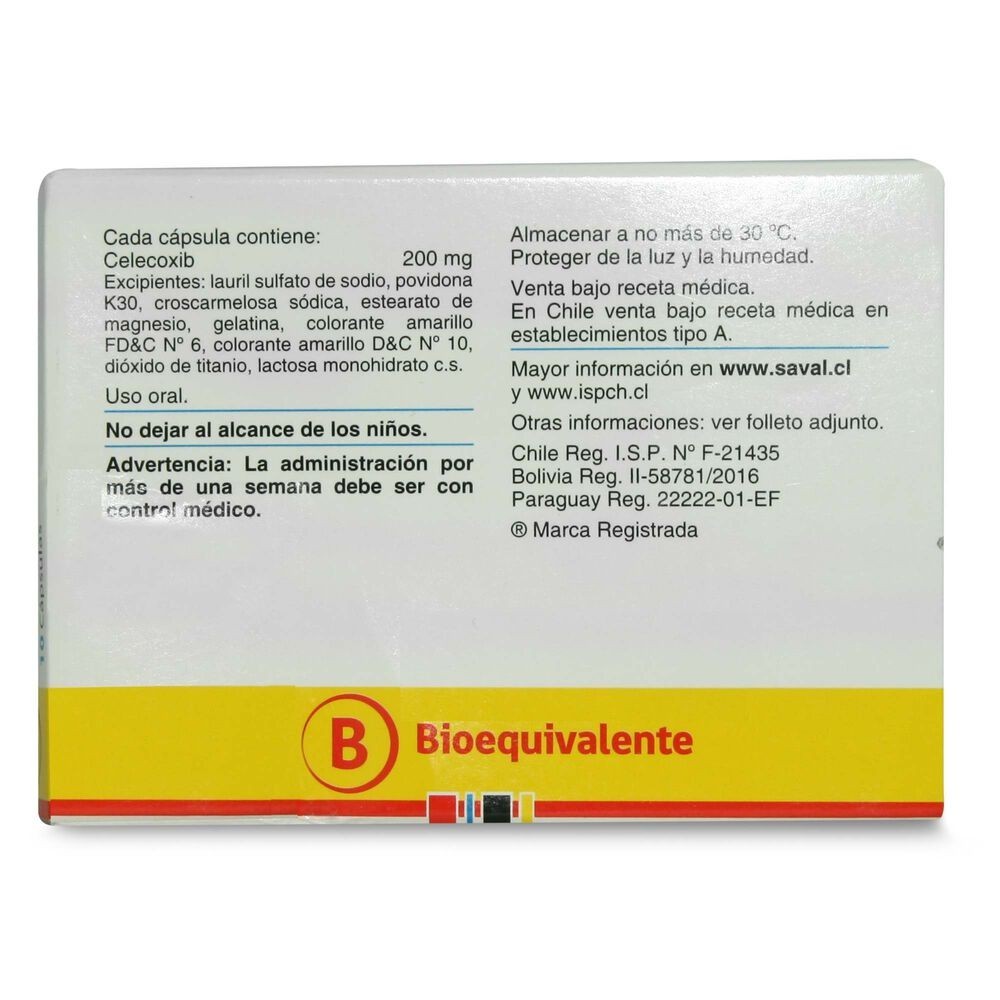 Cada cápsula contiene:
Celecoxib 200 mg
Excipientes: lauril sulfato de sodio, povidona
K30, croscarmelosa sódica, estearato de
magnesio, gelatina, colorante amarillo
FD&C Nº 6, colorante amarillo D&C Nº 10,
dióxido de titanio, lactosa monohidrato c.s.
Uso oral.
No dejar al alcance de los niños.
Advertencia: La administración por
más de una semana debe ser con
control médico.
Almacenar a no más de 30 ºC.
Proteger de la luz y la humedad.
Venta bajo receta médica.
En Chile venta bajo receta médica en
establecimientos tipo A.
Mayor información en www.saval.cl
y www.ispch.cl
Otras informaciones: ver folleto adjunto.
Chile Reg. I.S.P. Nº F-21435
Bolivia Reg. II-58781/2016
Paraguay Reg. 22222-01-EF
® Marca Registrada
10 Cápsulas
B Bioequivalente